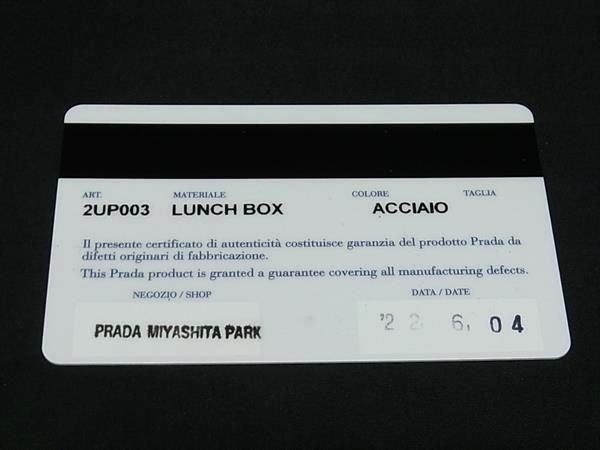 ART. MATERIALE COLORE TAGLIA
2UP003 LUNCH BOX ACCIAIO
Il presente certificato di autenticità costituisce garanzia del prodotto Prada da
difetti originari di fabbricazione.
This Prada product is granted a guarantee covering all manufacturing defects.
NEGOZIO / SHOP DATA / DATE
PRADA MIYASHITA PARK '22 6. 04